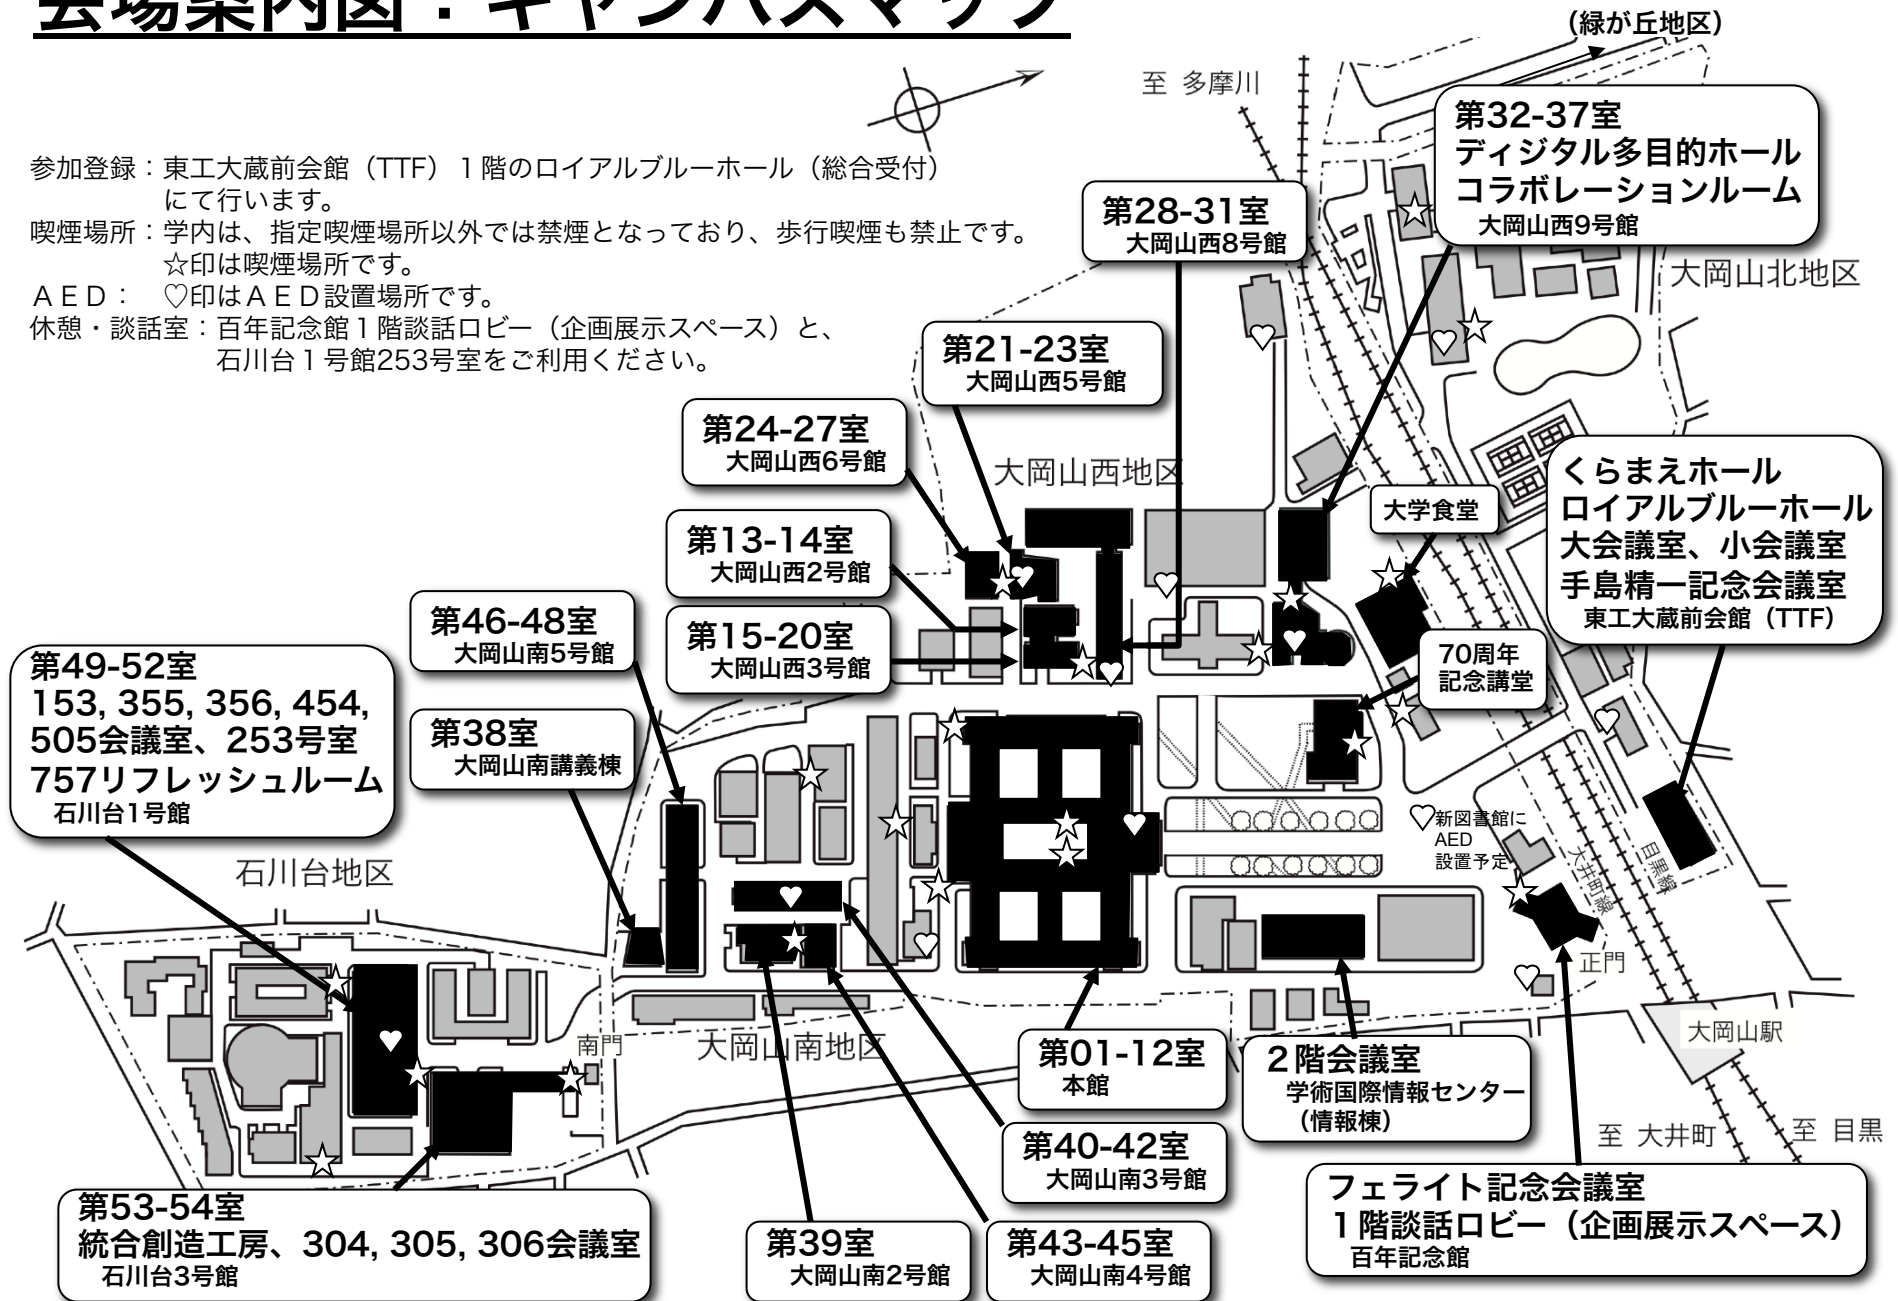 会場案内図：キャンパスマップ
(緑が丘地区)
至 多摩川
参加登録：東工大蔵前会館（TTF）１階のロイアルブルーホール（総合受付）
にて行います。
喫煙場所：学内は、指定喫煙場所以外では禁煙となっており、歩行喫煙も禁止です。
☆印は喫煙場所です。
ＡＥＤ：　♡印はＡＥＤ設置場所です。
休憩・談話室：百年記念館１階談話ロビー（企画展示スペース）と、
石川台１号館253号室をご利用ください。
第32-37室
ディジタル多目的ホール
コラボレーションルーム
大岡山西9号館
第28-31室
大岡山西8号館
大岡山北地区
第21-23室
大岡山西5号館
第24-27室
大岡山西6号館
大岡山西地区
大学食堂
くらまえホール
ロイアルブルーホール
大会議室、小会議室
手島精一記念会議室
東工大蔵前会館（TTF）
第13-14室
大岡山西2号館
第15-20室
大岡山西3号館
第46-48室
大岡山南5号館
70周年
記念講堂
第49-52室
153, 355, 356, 454,
505会議室、253号室
757リフレッシュルーム
石川台1号館
第38室
大岡山南講義棟
新図書館に
AED
設置予定
大井町線
目黒線
石川台地区
正門
南門
大岡山南地区
大岡山駅
第01-12室
本館
２階会議室
学術国際情報センター
（情報棟）
至 大井町
至 目黒
第40-42室
大岡山南3号館
フェライト記念会議室
１階談話ロビー（企画展示スペース）
百年記念館
第53-54室
統合創造工房、304, 305, 306会議室
石川台3号館
第39室
大岡山南2号館
第43-45室
大岡山南4号館